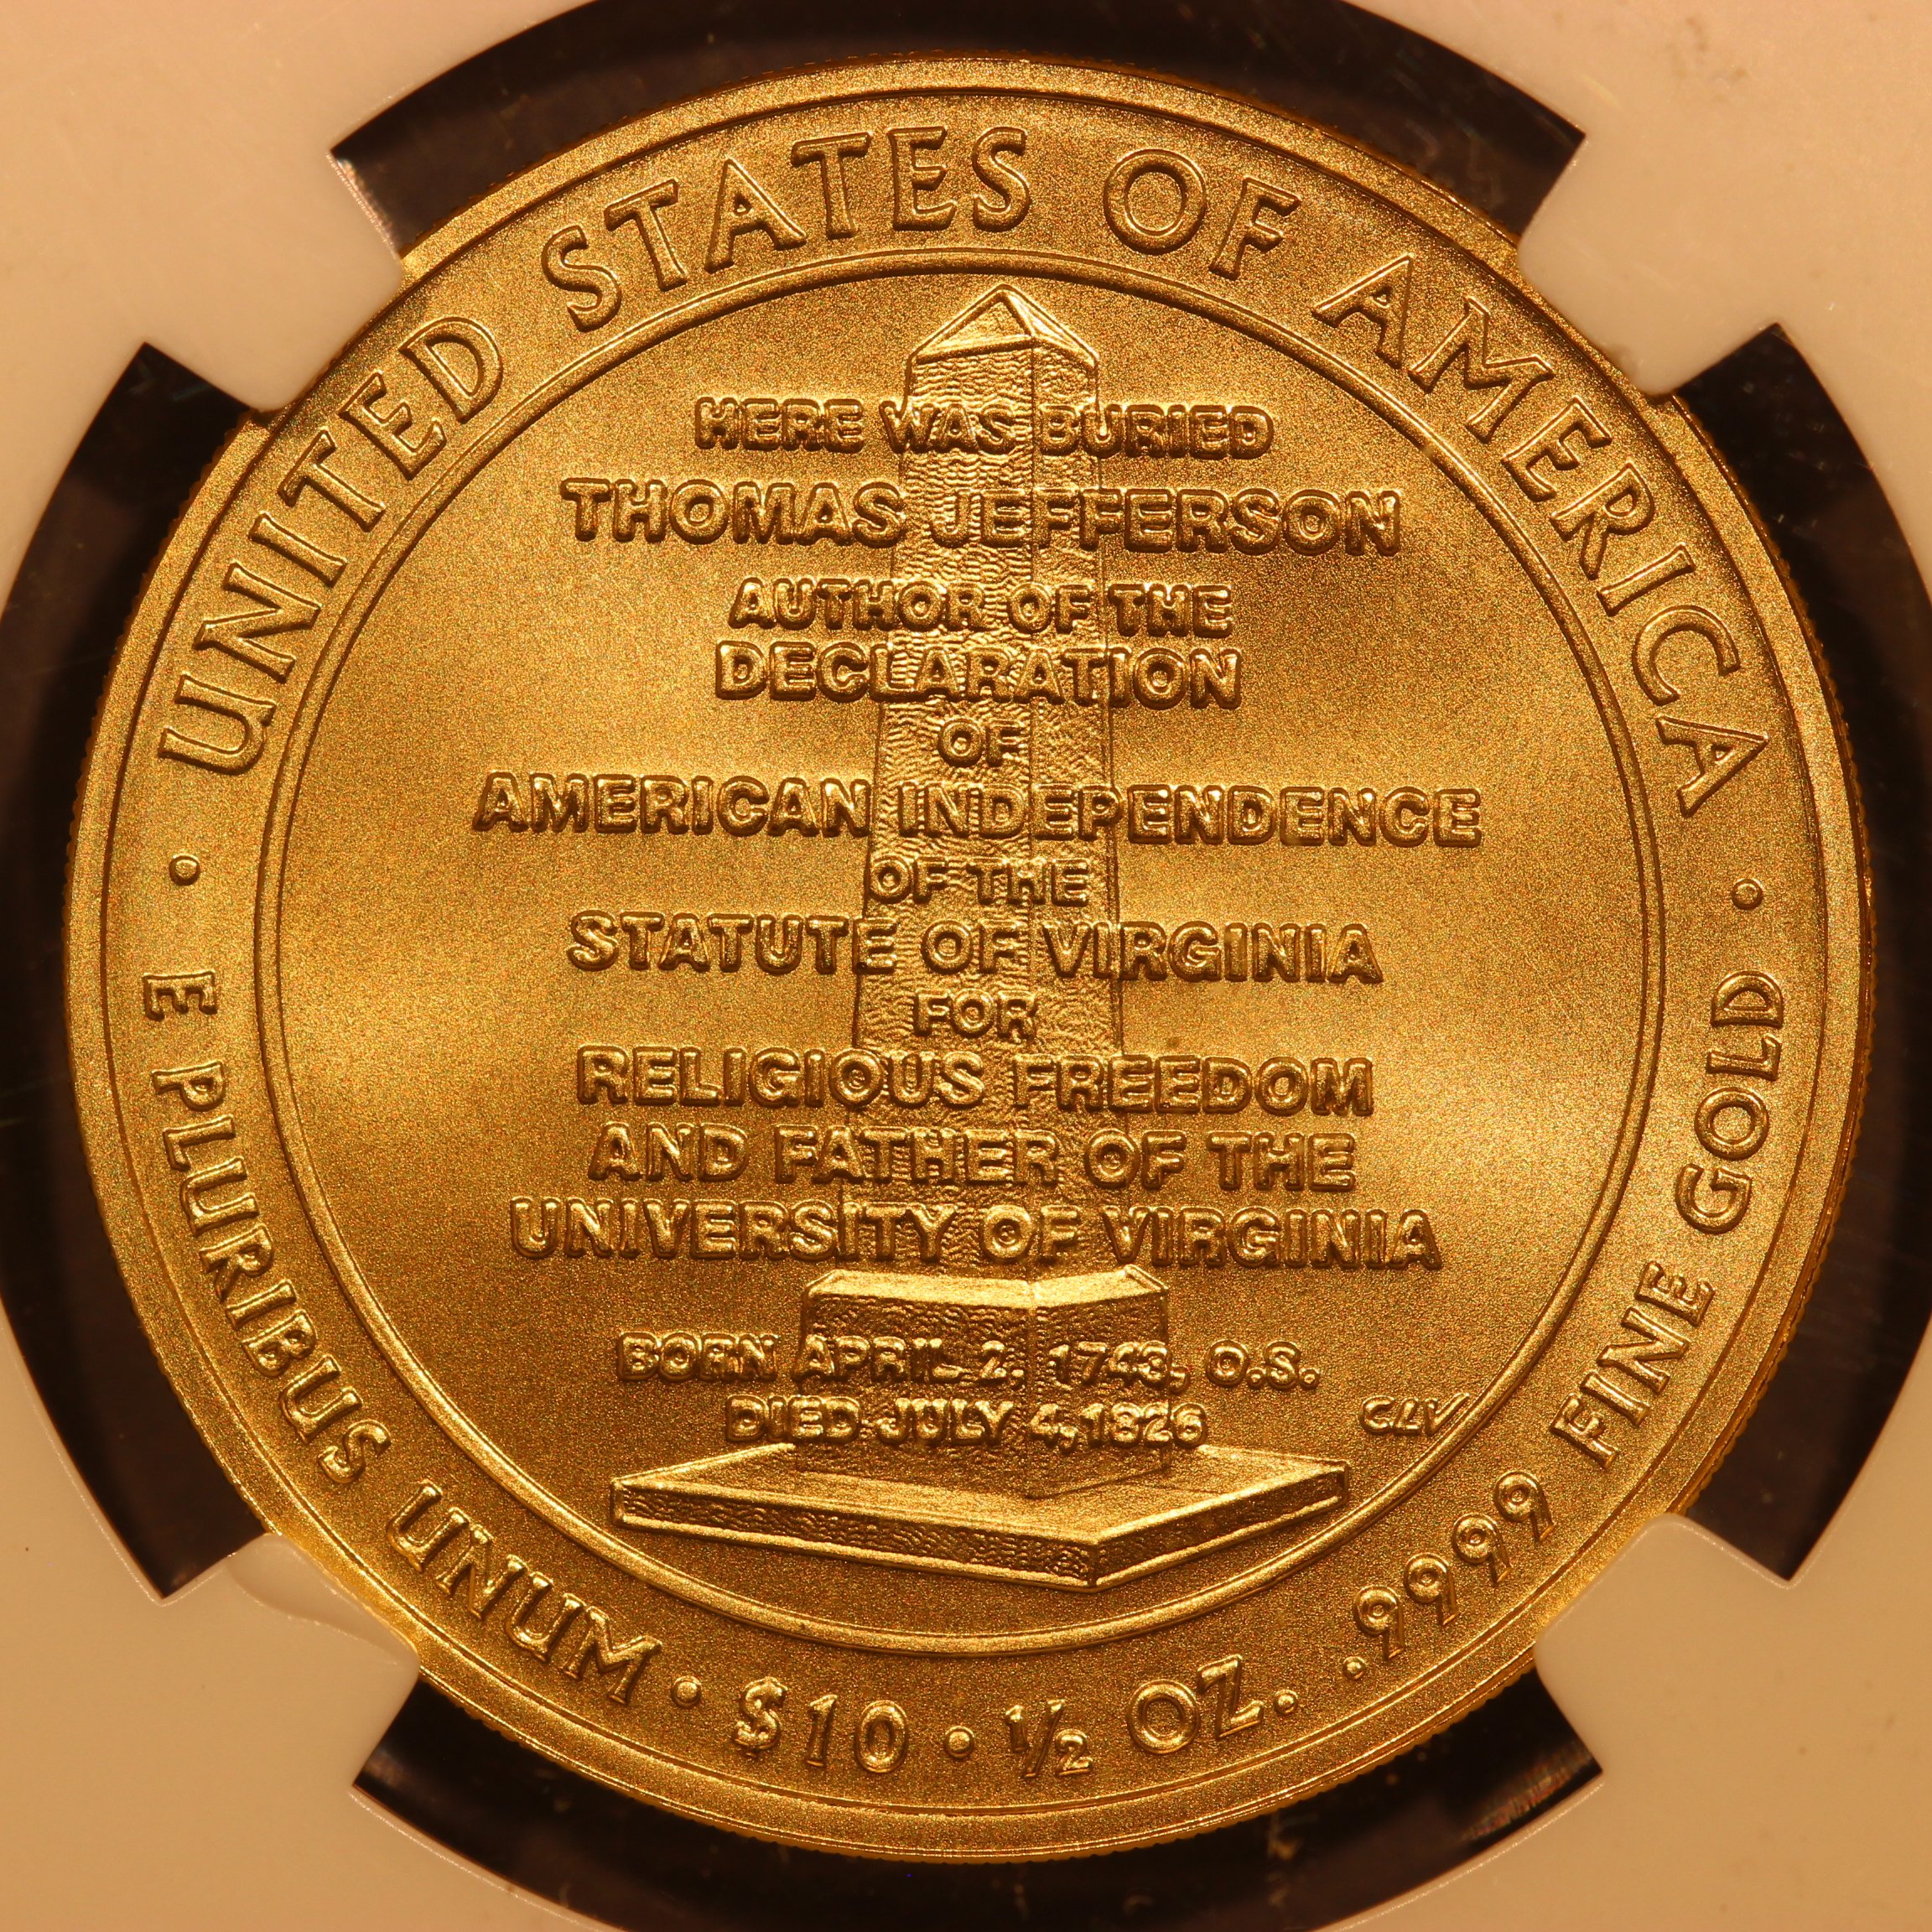 UNITED STATES OF AMERICA
HERE WAS BURIED
THOMAS JEFFERSON
AUTHOR OF THE
DECLARATION
OF
AMERICAN INDEPENDENCE
OF THE
STATUTE OF VIRGINIA
FOR
RELIGIOUS FREEDOM
AND FATHER OF THE
UNIVERSITY OF VIRGINIA
BORN APRIL 2, 1743, O.S.
DIED JULY 4, 1826
CLV
· E PLURIBUS UNUM · $10 · ½ OZ. .9999 FINE GOLD ·